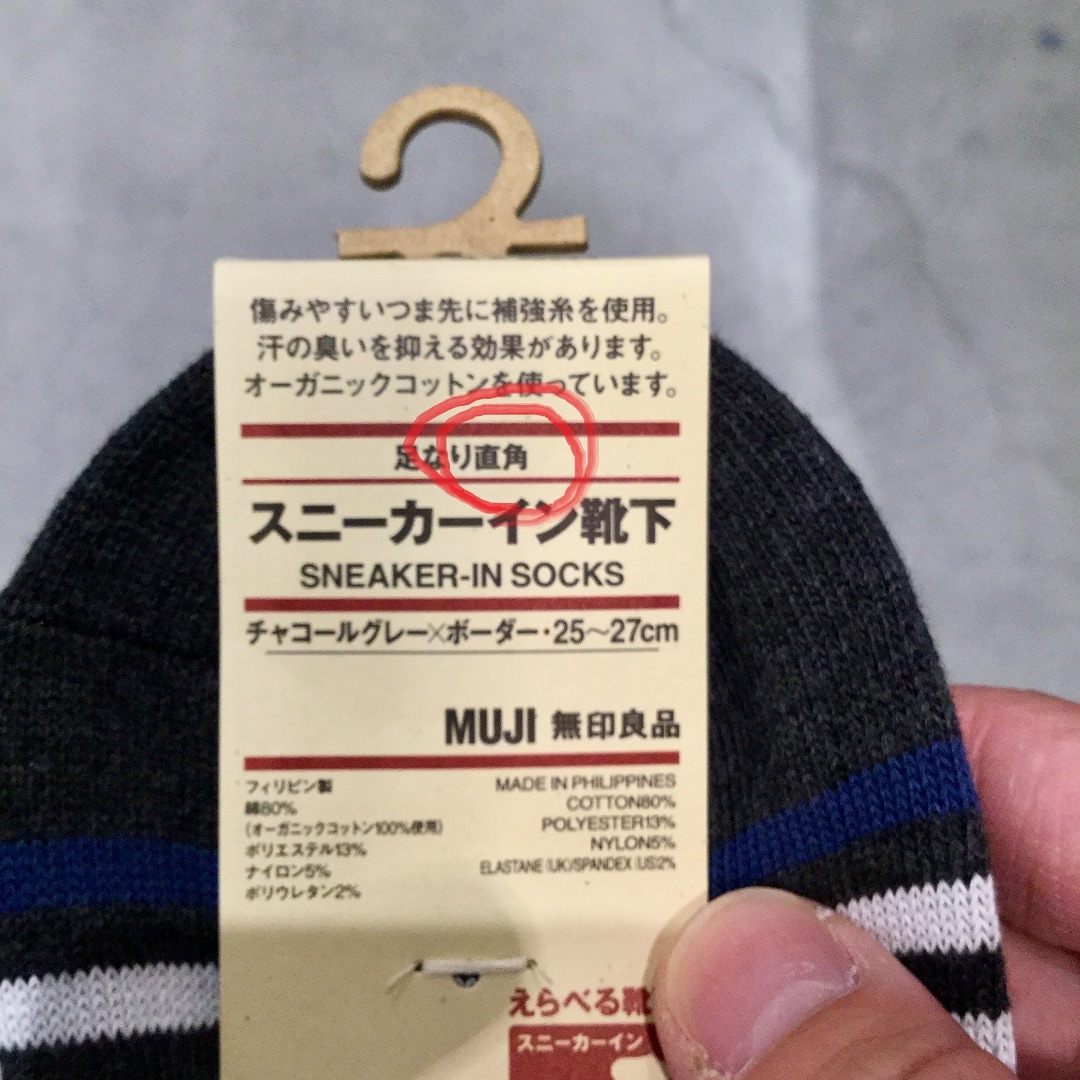 傷みやすいつま先に補強糸を使用。
汗の臭いを抑える効果があります。
オーガニックコットンを使っています。
足なり直角
スニーカーイン靴下
SNEAKER-IN SOCKS
チャコールグレー×ボーダー・25～27cm
MUJI 無印良品
フィリピン製
綿80%
(オーガニックコットン100%使用)
ポリエステル13%
ナイロン5%
ポリウレタン2%
MADE IN PHILIPPINES
COTTON80%
POLYESTER13%
NYLON5%
ELASTANE (UK)/SPANDEX (US)2%
えらべる靴
スニーカーイン